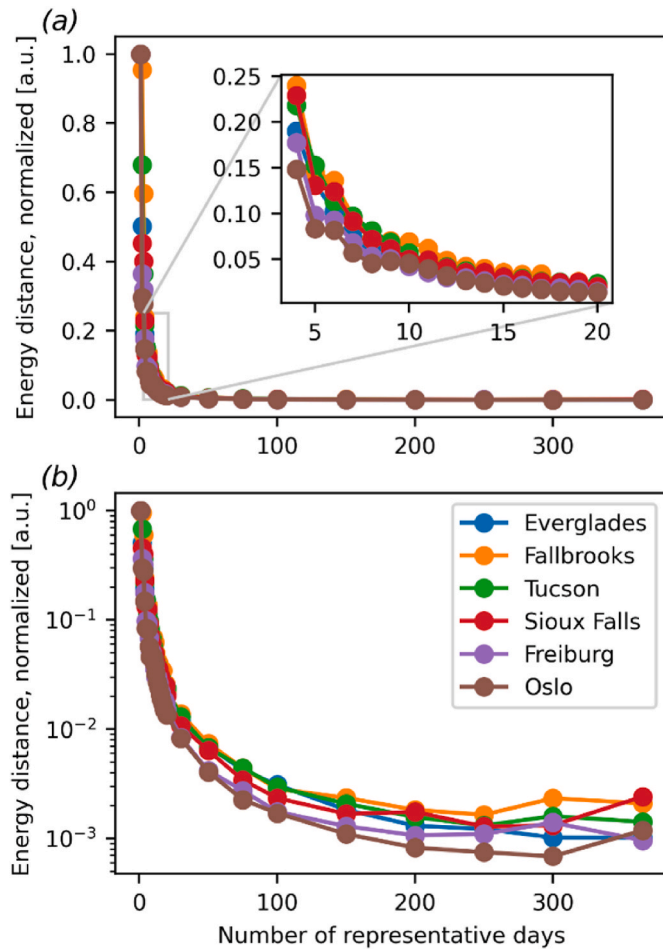 (a)
Energy distance, normalized [a.u.]
1.0
0.8
0.6
0.4
0.2
0.0
0.25
0.20
0.15
0.10
0.05
5 10 15 20
0 100 200 300
(b)
Energy distance, normalized [a.u.]
10⁰
10⁻¹
10⁻²
10⁻³
Everglades
Fallbrooks
Tucson
Sioux Falls
Freiburg
Oslo
0 100 200 300
Number of representative days